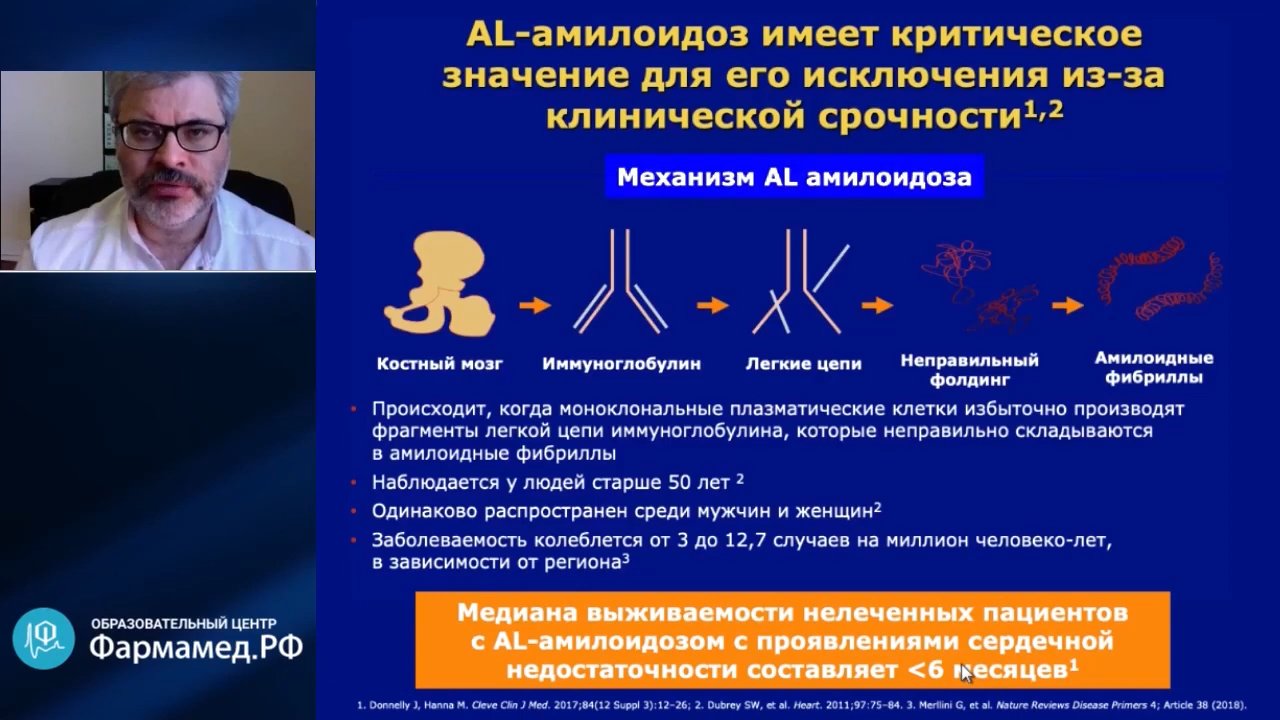 AL-амилоидоз имеет критическое
значение для его исключения из-за
клинической срочности1,2
Механизм AL амилоидоза
Костный мозг
Иммуноглобулин
Легкие цепи
Неправильный
фолдинг
Амилоидные
фибриллы
• Происходит, когда моноклональные плазматические клетки избыточно производят
фрагменты легкой цепи иммуноглобулина, которые неправильно складываются
в амилоидные фибриллы
• Наблюдается у людей старше 50 лет 2
• Одинаково распространен среди мужчин и женщин2
• Заболеваемость колеблется от 3 до 12,7 случаев на миллион человеко-лет,
в зависимости от региона3
Медиана выживаемости нелеченных пациентов
с AL-амилоидозом с проявлениями сердечной
недостаточности составляет <6 месяцев1
1. Donnelly J, Hanna M. Cleve Clin J Med. 2017;84(12 Suppl 3):12–26; 2. Dubrey SW, et al. Heart. 2011;97:75–84. 3. Merllini G, et al. Nature Reviews Disease Primers 4; Article 38 (2018).
ОБРАЗОВАТЕЛЬНЫЙ ЦЕНТР
Фармамед.РФ